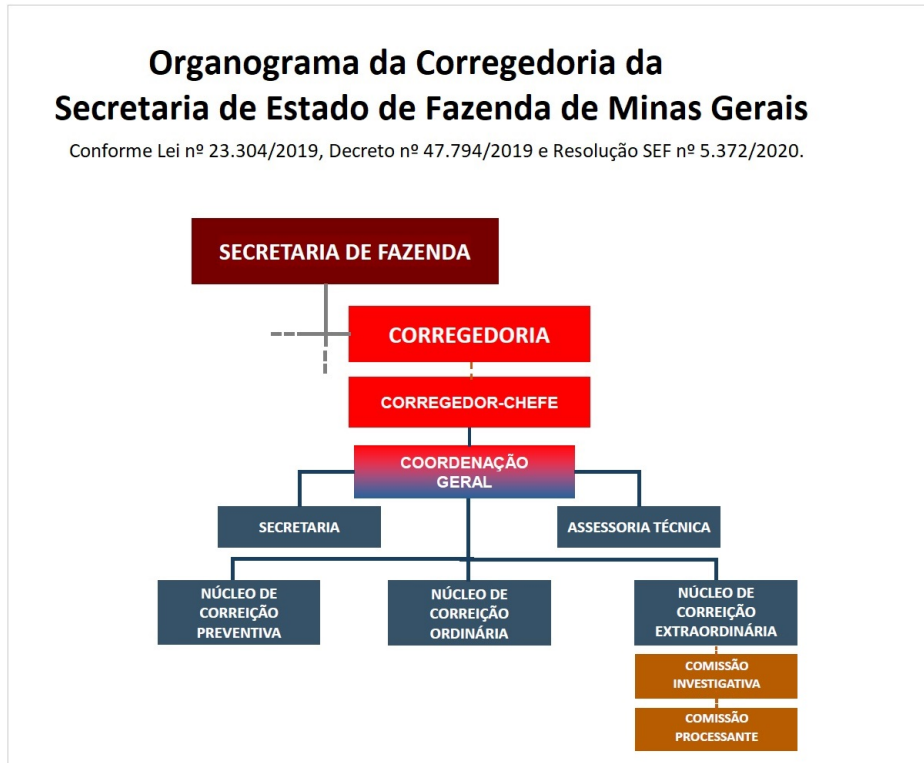 Organograma da Corregedoria da
Secretaria de Estado de Fazenda de Minas Gerais
Conforme Lei nº 23.304/2019, Decreto nº 47.794/2019 e Resolução SEF nº 5.372/2020.
SECRETARIA DE FAZENDA
CORREGEDORIA
CORREGEDOR-CHEFE
COORDENAÇÃO
GERAL
SECRETARIA
ASSESSORIA TÉCNICA
NÚCLEO DE
CORREIÇÃO
PREVENTIVA
NÚCLEO DE
CORREIÇÃO
ORDINÁRIA
NÚCLEO DE
CORREIÇÃO
EXTRAORDINÁRIA
COMISSÃO
INVESTIGATIVA
COMISSÃO
PROCESSANTE